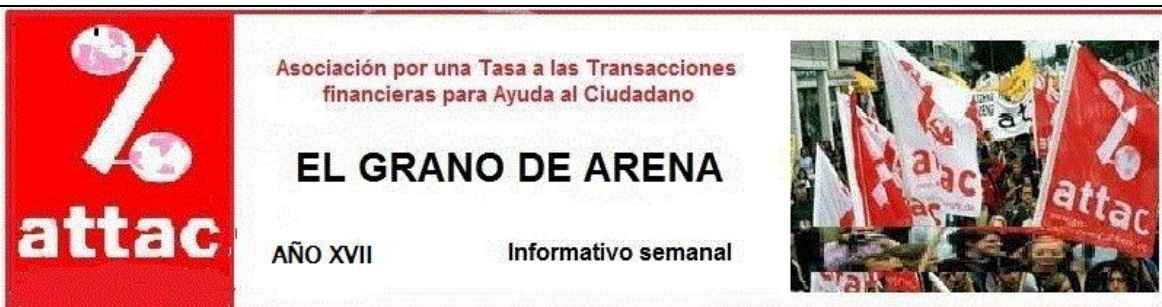 attac
Asociación por una Tasa a las Transacciones
financieras para Ayuda al Ciudadano
EL GRANO DE ARENA
AÑO XVII
Informativo semanal
attac
attac